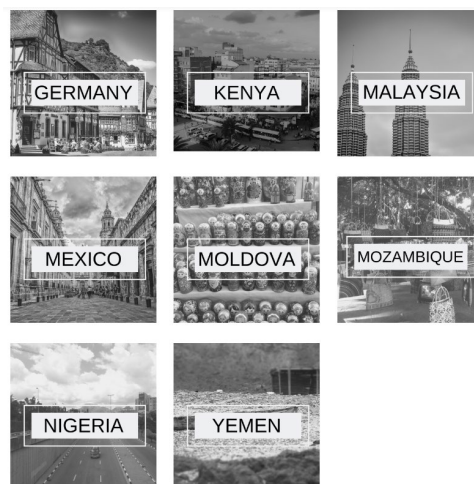 GERMANY
KENYA
MALAYSIA
MEXICO
MOLDOVA
MOZAMBIQUE
NIGERIA
YEMEN